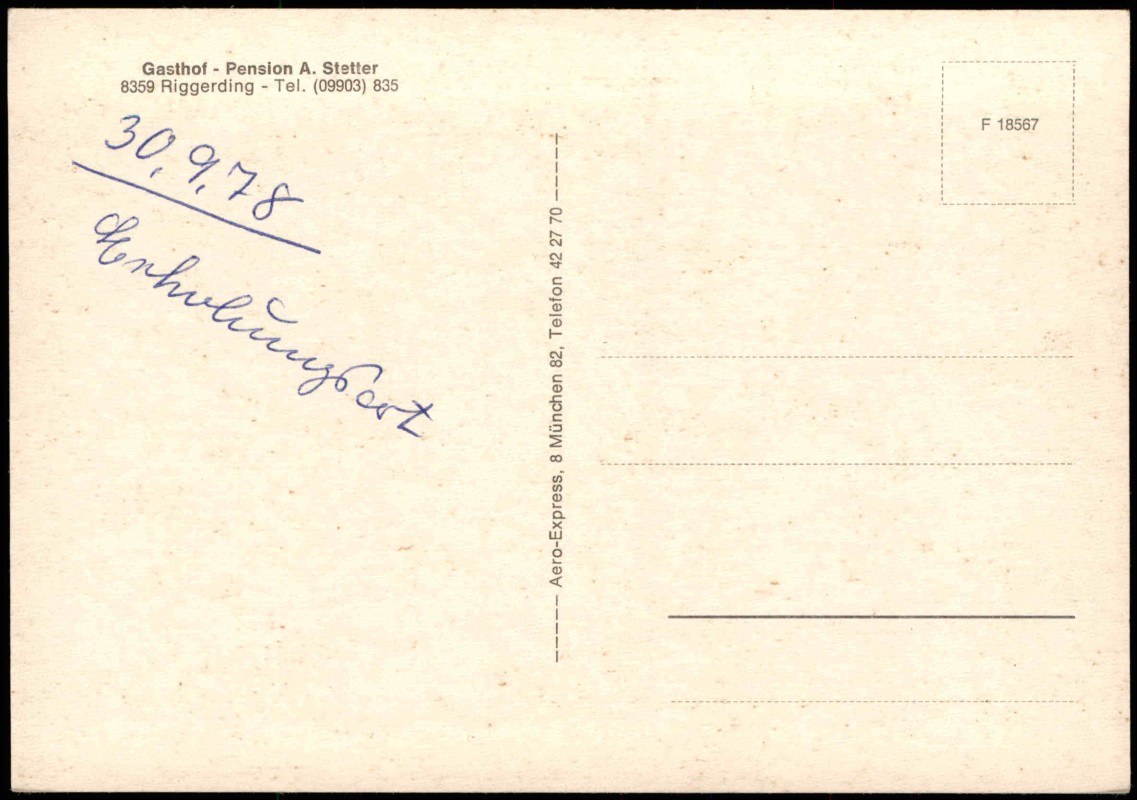 Gasthof - Pension A. Stetter
8359 Riggerding - Tel. (09903) 835
30.9.78
Erholungsort
Aero-Express, 8 München 82, Telefon 42 27 70
F 18567